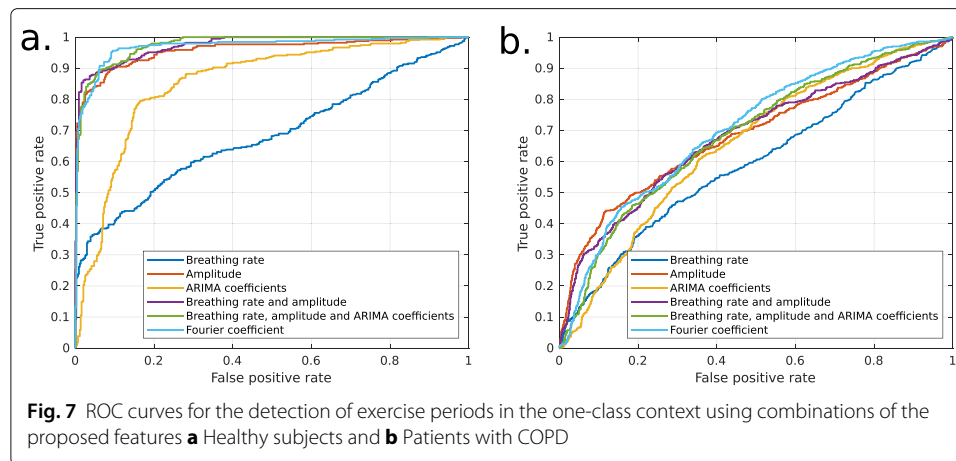 a.
1
0.9
0.8
0.7
0.6
0.5
0.4
0.3
0.2
0.1
0
True positive rate
Breathing rate
Amplitude
ARIMA coefficients
Breathing rate and amplitude
Breathing rate, amplitude and ARIMA coefficients
Fourier coefficient
0 0.2 0.4 0.6 0.8 1
False positive rate
b.
1
0.9
0.8
0.7
0.6
0.5
0.4
0.3
0.2
0.1
0
True positive rate
Breathing rate
Amplitude
ARIMA coefficients
Breathing rate and amplitude
Breathing rate, amplitude and ARIMA coefficients
Fourier coefficient
0 0.2 0.4 0.6 0.8 1
False positive rate
Fig. 7 ROC curves for the detection of exercise periods in the one-class context using combinations of the
proposed features a Healthy subjects and b Patients with COPD